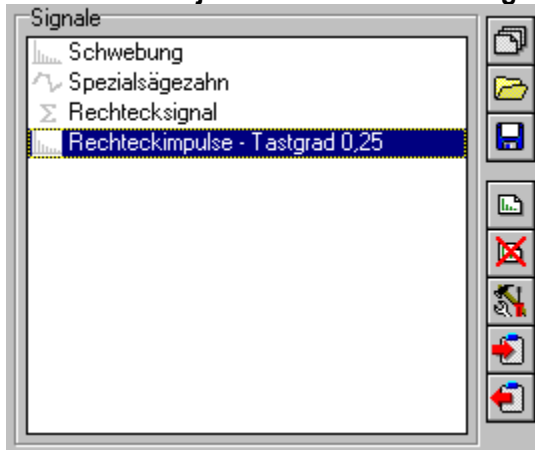 Signale
Schwebung
Spezialsägezahn
Rechtecksignal
Rechteckimpulse - Tastgrad 0,25